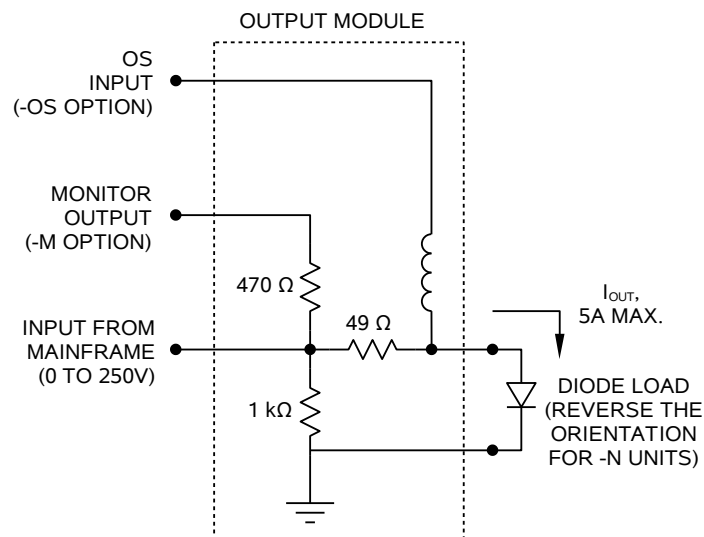 OUTPUT MODULE
OS
INPUT
(-OS OPTION)
MONITOR
OUTPUT
(-M OPTION)
470 Ω
49 Ω
I_OUT,
5A MAX.
INPUT FROM
MAINFRAME
(0 TO 250V)
1 kΩ
DIODE LOAD
(REVERSE THE
ORIENTATION
FOR -N UNITS)